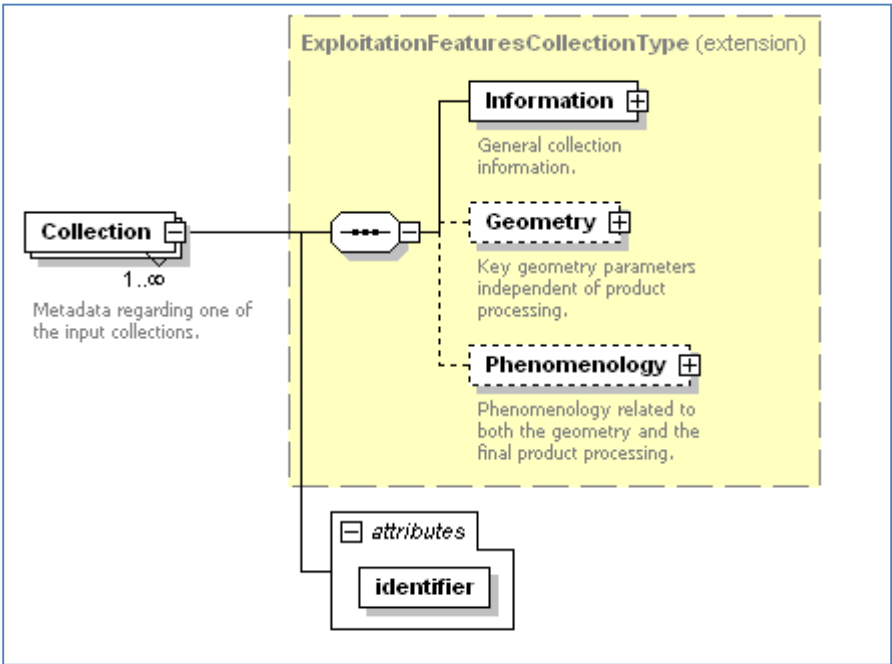 ExploitationFeaturesCollectionType (extension)
Information
General collection
information.
Collection
1..∞
Metadata regarding one of
the input collections.
Geometry
Key geometry parameters
independent of product
processing.
Phenomenology
Phenomenology related to
both the geometry and the
final product processing.
attributes
identifier